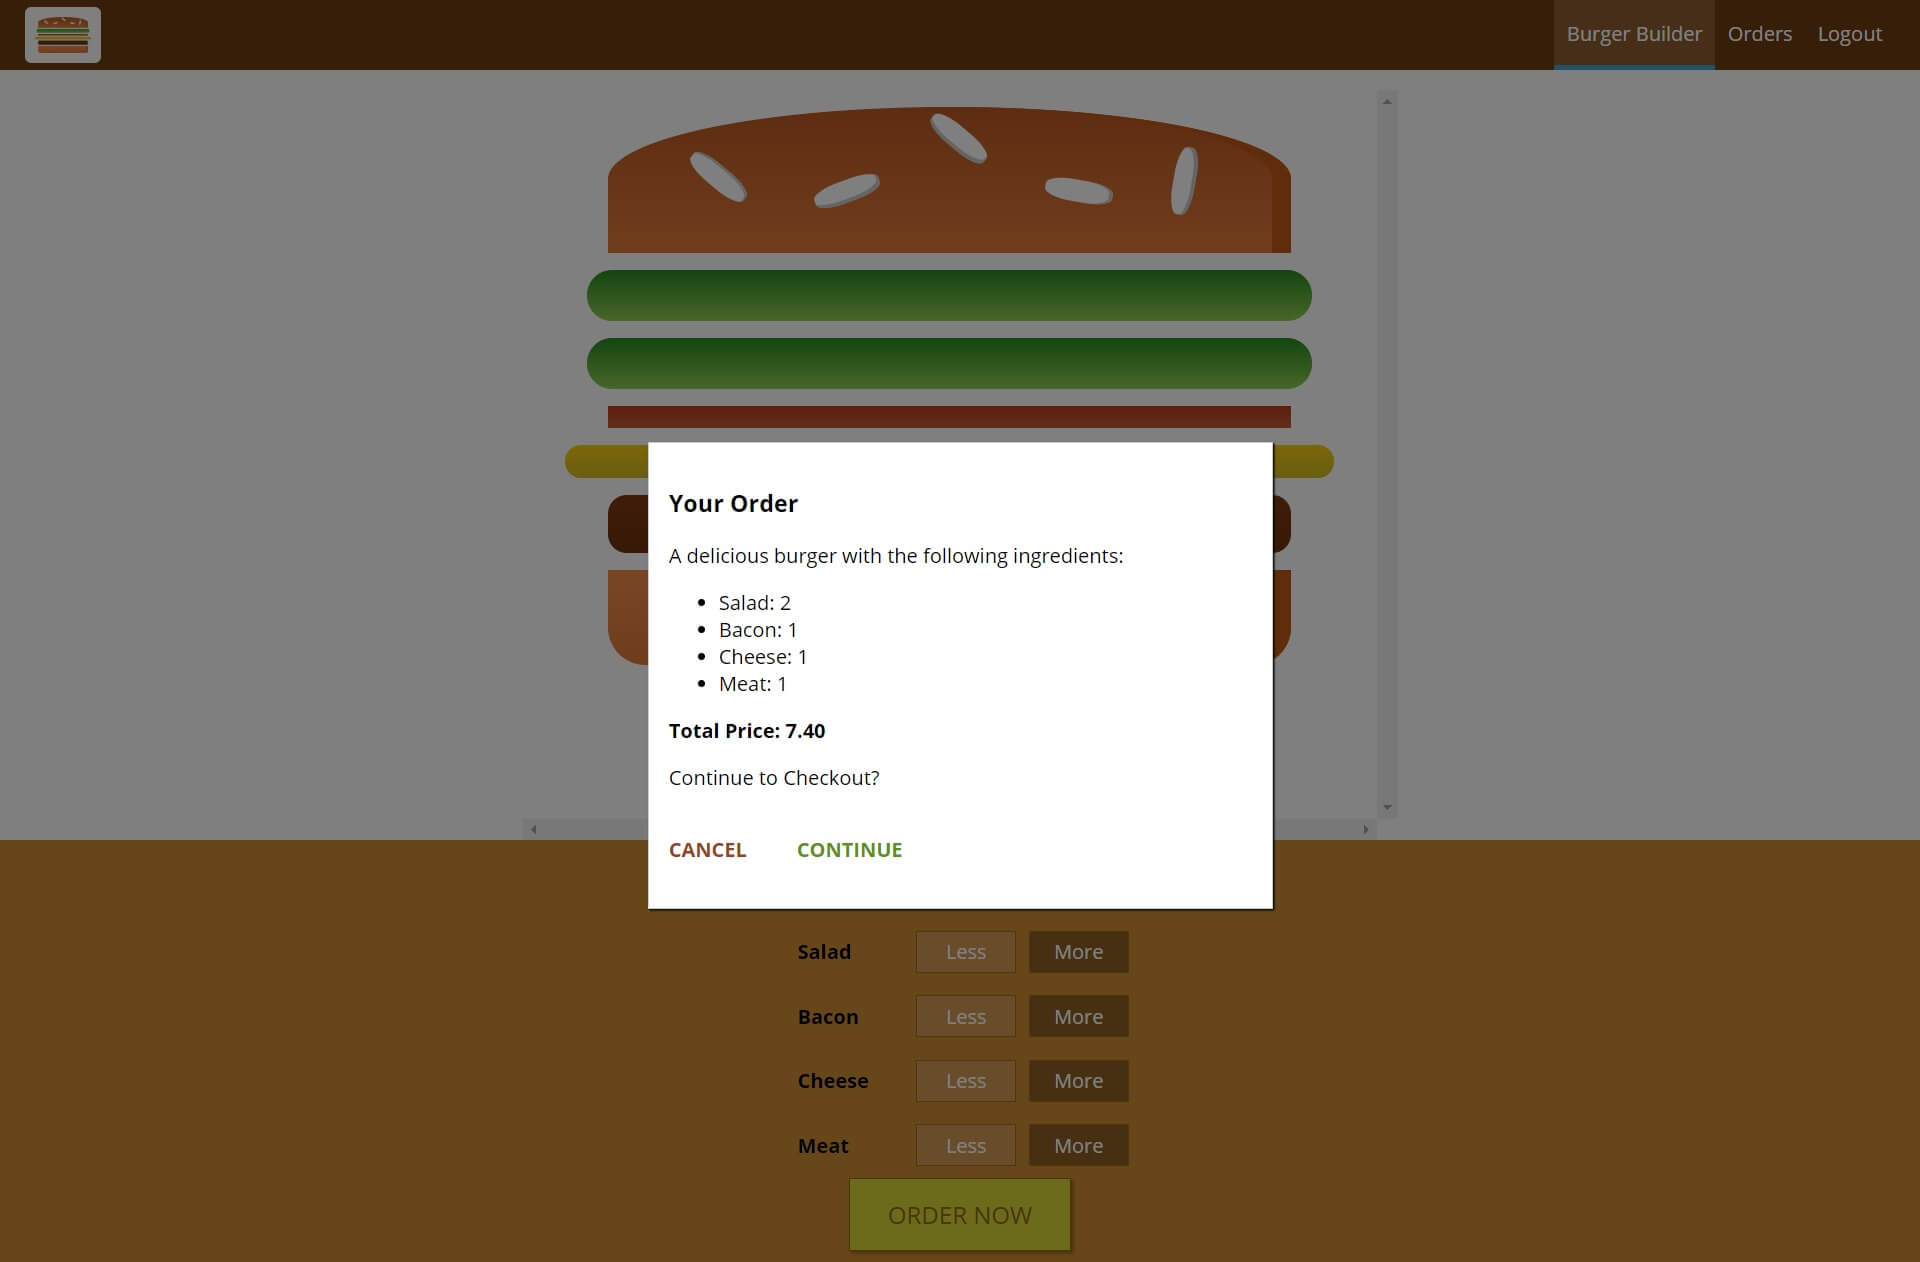 Burger Builder Orders Logout
Your Order
A delicious burger with the following ingredients:
Salad: 2
Bacon: 1
Cheese: 1
Meat: 1
Total Price: 7.40
Continue to Checkout?
CANCEL CONTINUE
Salad Less More
Bacon Less More
Cheese Less More
Meat Less More
ORDER NOW